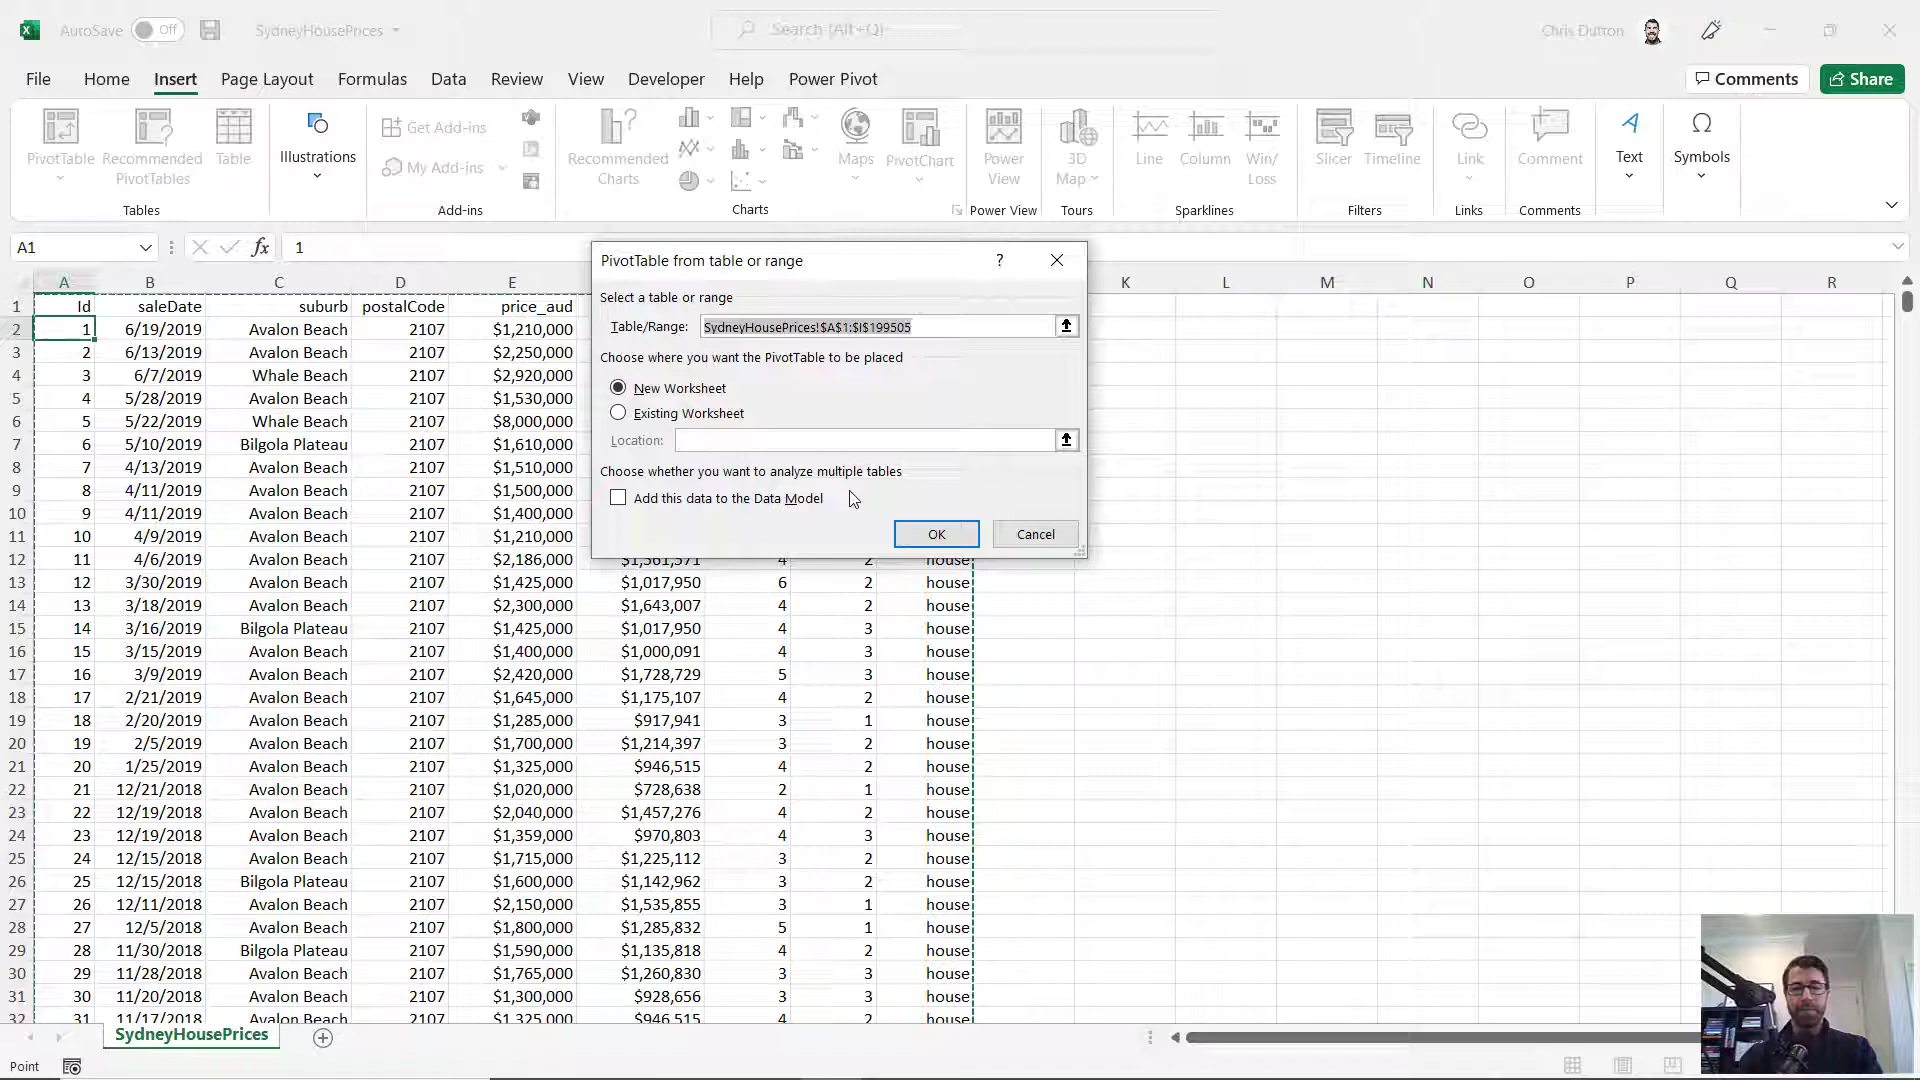 AutoSave Off SydneyHousePrices Search (Alt+Q) Chris Dutton
File Home Insert Page Layout Formulas Data Review View Developer Help Power Pivot Comments Share
PivotTable Recommended PivotTables Table Illustrations Get Add-ins My Add-ins Recommended Charts Maps PivotChart Power View 3D Map Line Column Win/Loss Slicer Timeline Link Comment Text Symbols
Tables Add-ins Charts Power View Tours Sparklines Filters Links Comments
A1 fx 1
PivotTable from table or range ?
Select a table or range
Table/Range: SydneyHousePrices!$A$1:$I$199505
Choose where you want the PivotTable to be placed
New Worksheet
Existing Worksheet
Location:
Choose whether you want to analyze multiple tables
Add this data to the Data Model
OK Cancel
A B C D E K L M N O P Q R
1 Id saleDate suburb postalCode price_aud
2 1 6/19/2019 Avalon Beach 2107 $1,210,000
3 2 6/13/2019 Avalon Beach 2107 $2,250,000
4 3 6/7/2019 Whale Beach 2107 $2,920,000
5 4 5/28/2019 Avalon Beach 2107 $1,530,000
6 5 5/22/2019 Whale Beach 2107 $8,000,000
7 6 5/10/2019 Bilgola Plateau 2107 $1,610,000
8 7 4/13/2019 Avalon Beach 2107 $1,510,000
9 8 4/11/2019 Avalon Beach 2107 $1,500,000
10 9 4/11/2019 Avalon Beach 2107 $1,400,000
11 10 4/9/2019 Avalon Beach 2107 $1,210,000
12 11 4/6/2019 Avalon Beach 2107 $2,186,000 $1,561,571 4 2 house
13 12 3/30/2019 Avalon Beach 2107 $1,425,000 $1,017,950 6 2 house
14 13 3/18/2019 Avalon Beach 2107 $2,300,000 $1,643,007 4 2 house
15 14 3/16/2019 Bilgola Plateau 2107 $1,425,000 $1,017,950 4 3 house
16 15 3/15/2019 Avalon Beach 2107 $1,400,000 $1,000,091 4 3 house
17 16 3/9/2019 Avalon Beach 2107 $2,420,000 $1,728,729 5 3 house
18 17 2/21/2019 Avalon Beach 2107 $1,645,000 $1,175,107 4 2 house
19 18 2/20/2019 Avalon Beach 2107 $1,285,000 $917,941 3 1 house
20 19 2/5/2019 Avalon Beach 2107 $1,700,000 $1,214,397 3 2 house
21 20 1/25/2019 Avalon Beach 2107 $1,325,000 $946,515 4 2 house
22 21 12/21/2018 Avalon Beach 2107 $1,020,000 $728,638 2 1 house
23 22 12/19/2018 Avalon Beach 2107 $2,040,000 $1,457,276 4 2 house
24 23 12/19/2018 Avalon Beach 2107 $1,359,000 $970,803 4 3 house
25 24 12/15/2018 Avalon Beach 2107 $1,715,000 $1,225,112 3 2 house
26 25 12/15/2018 Bilgola Plateau 2107 $1,600,000 $1,142,962 3 2 house
27 26 12/11/2018 Avalon Beach 2107 $2,150,000 $1,535,855 3 1 house
28 27 12/5/2018 Avalon Beach 2107 $1,800,000 $1,285,832 5 1 house
29 28 11/30/2018 Bilgola Plateau 2107 $1,590,000 $1,135,818 4 2 house
30 29 11/28/2018 Avalon Beach 2107 $1,765,000 $1,260,830 3 3 house
31 30 11/20/2018 Avalon Beach 2107 $1,300,000 $928,656 3 3 house
32 31 11/17/2018 Avalon Beach 2107 $1,325,000 $946,515 4 2 house
SydneyHousePrices
Point